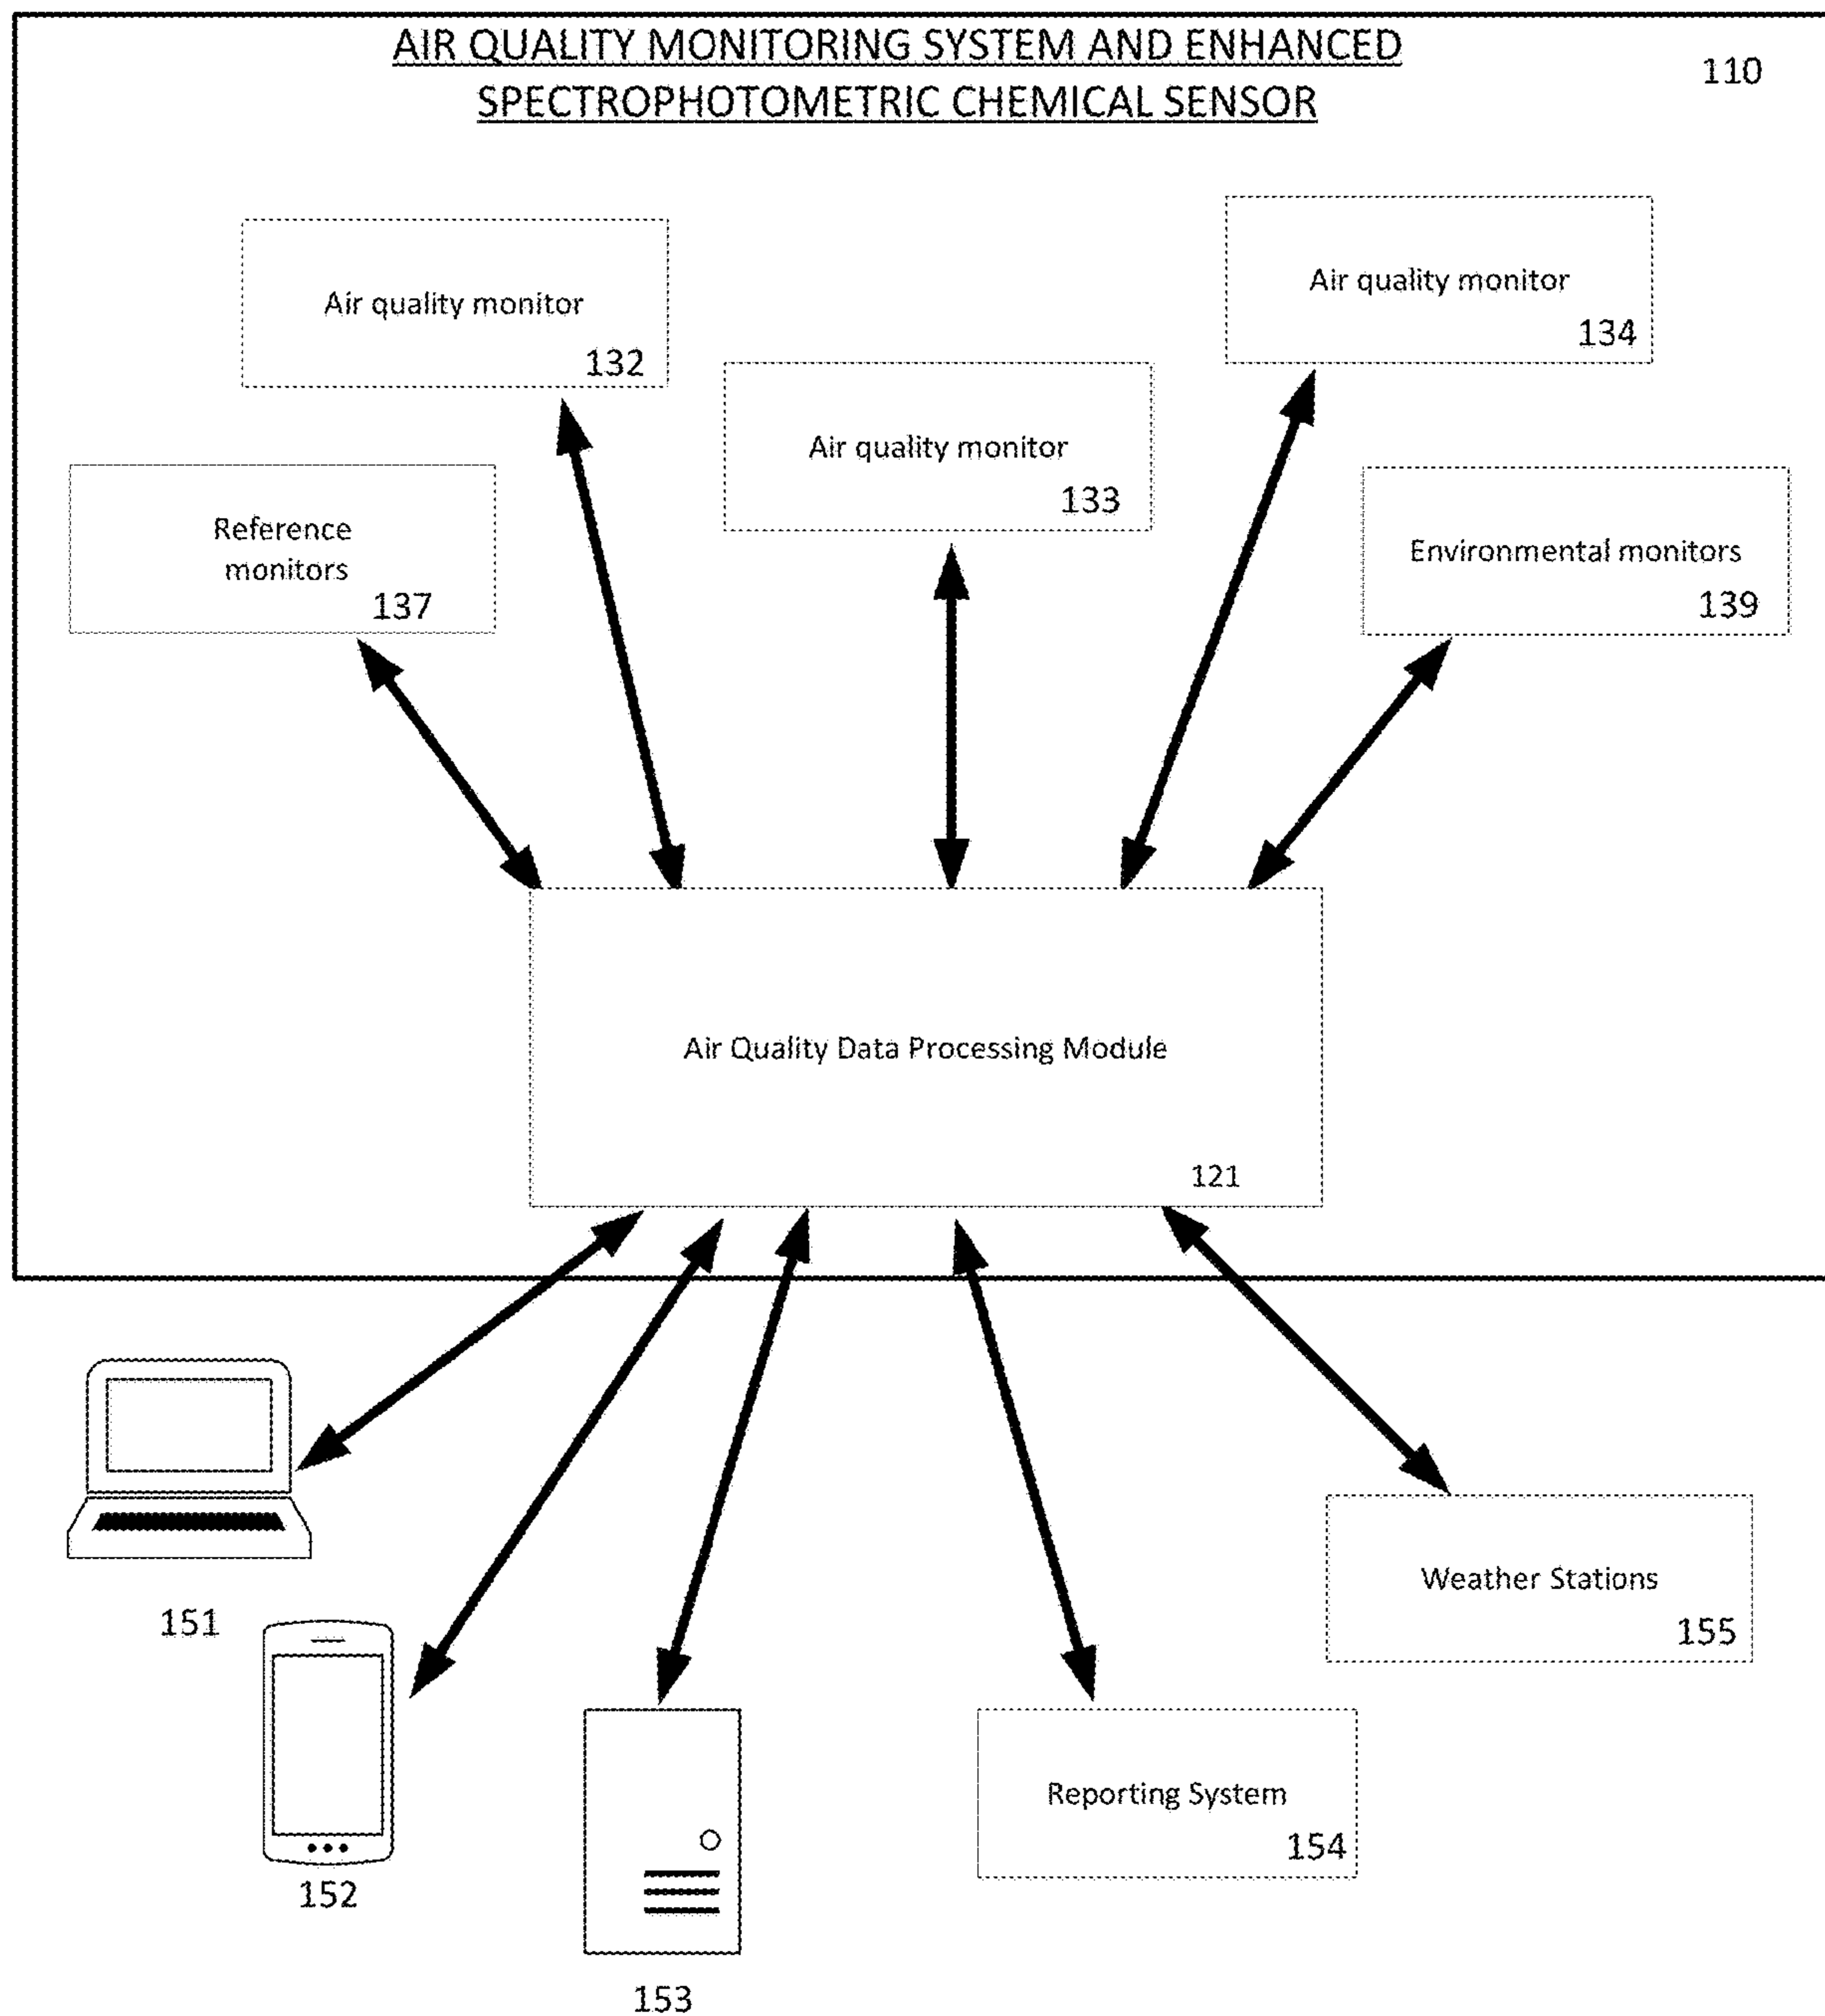 AIR QUALITY MONITORING SYSTEM AND ENHANCED
SPECTROPHOTOMETRIC CHEMICAL SENSOR
110
Air quality monitor
132
Air quality monitor
133
Air quality monitor
134
Reference
monitors
137
Environmental monitors
139
Air Quality Data Processing Module
121
151
152
153
Reporting System
154
Weather Stations
155